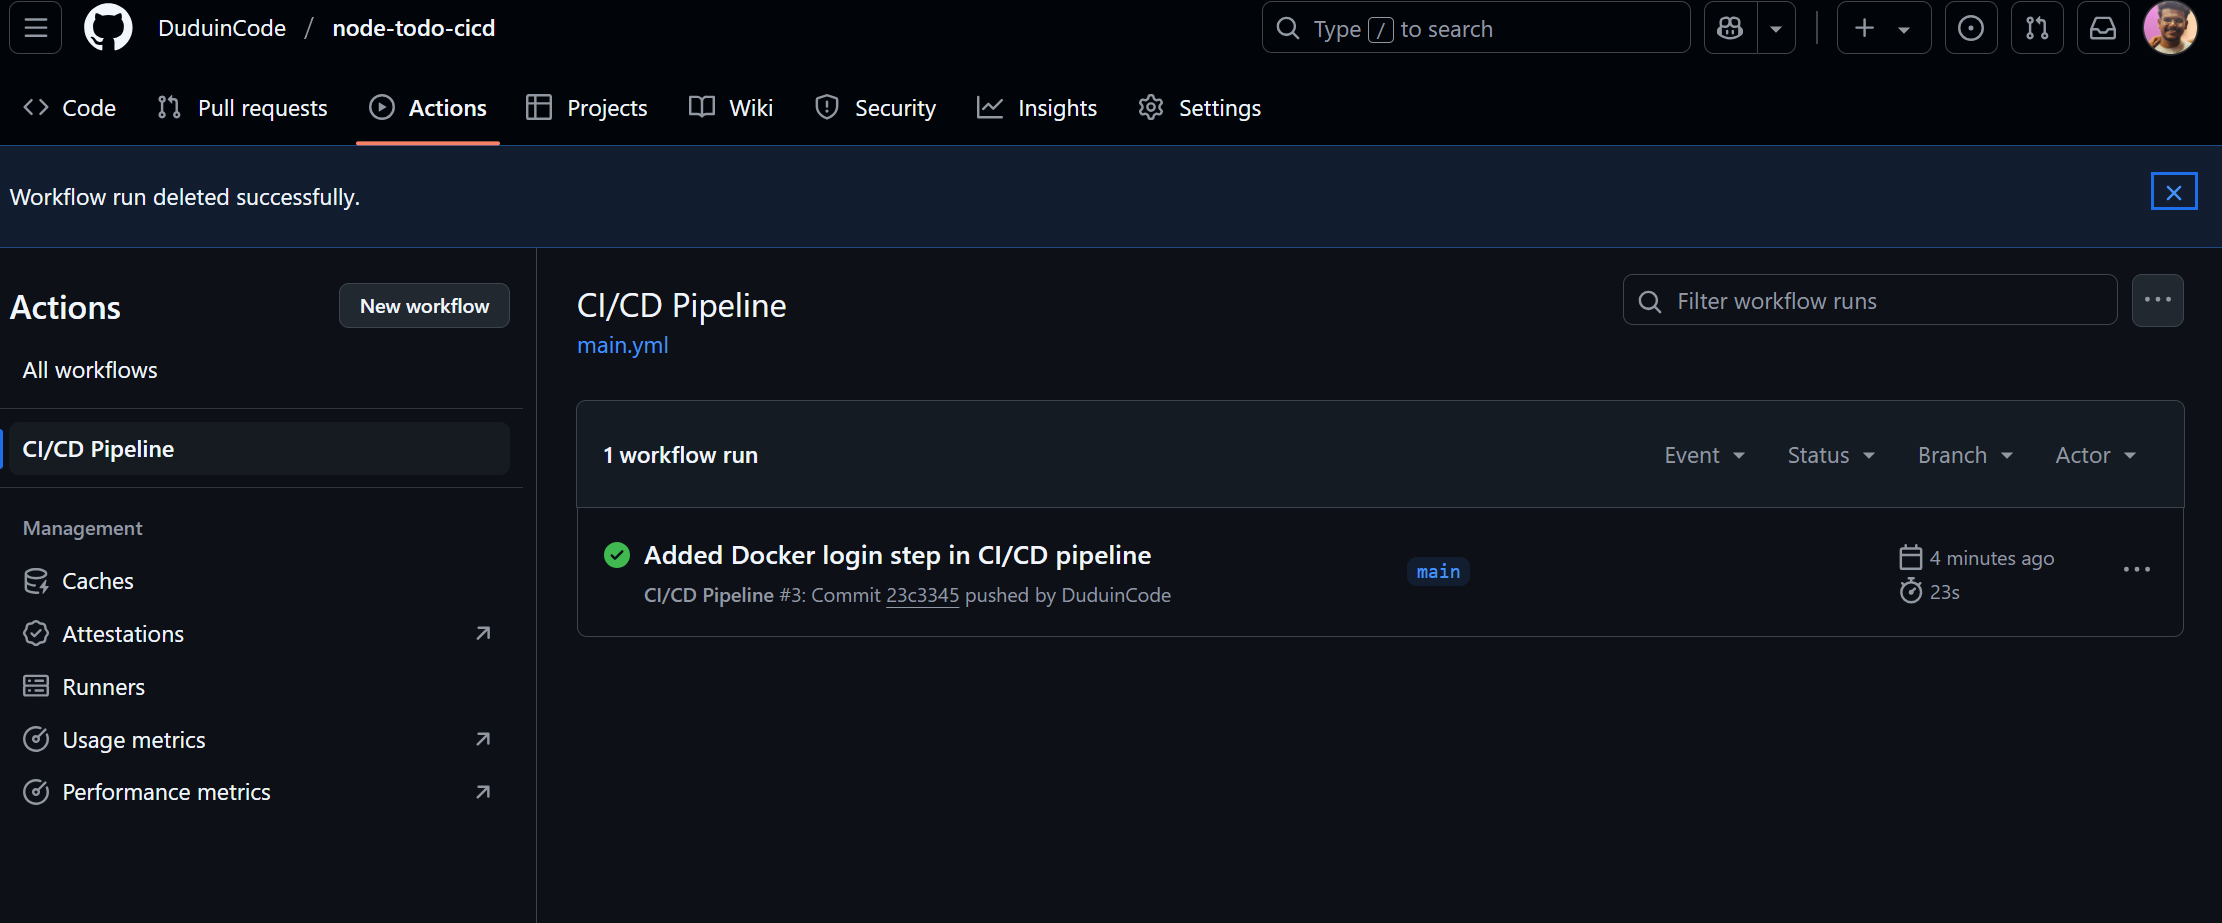 DuduinCode / node-todo-cicd
Type / to search
Code
Pull requests
Actions
Projects
Wiki
Security
Insights
Settings
Workflow run deleted successfully.
Actions
New workflow
All workflows
CI/CD Pipeline
Management
Caches
Attestations
Runners
Usage metrics
Performance metrics
CI/CD Pipeline
main.yml
Filter workflow runs
1 workflow run
Event
Status
Branch
Actor
Added Docker login step in CI/CD pipeline
CI/CD Pipeline #3: Commit 23c3345 pushed by DuduinCode
main
4 minutes ago
23s